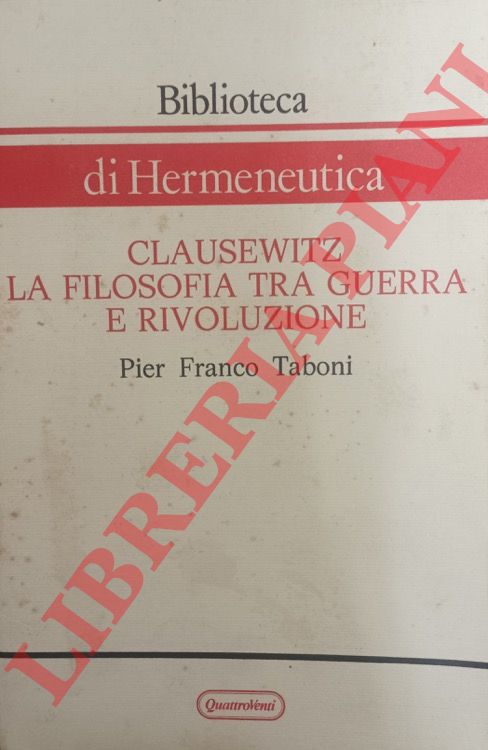 Biblioteca
di Hermeneutica
CLAUSEWITZ
LA FILOSOFIA TRA GUERRA
E RIVOLUZIONE
Pier Franco Taboni
LIBRERIA PIANI
QuattroVenti